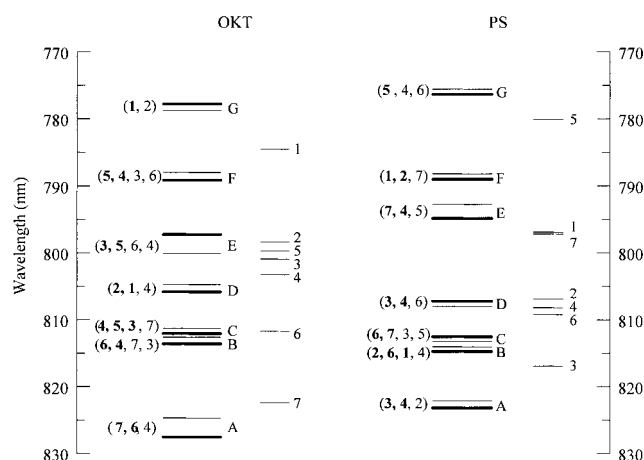 OKT PS
770 770
(5, 4, 6) G
(1, 2) G
780 5 780
1
(5, 4, 3, 6) F (1, 2, 7) F
790 790
(7, 4, 5) E
Wavelength (nm)
2 1
(3, 5, 6, 4) E 5 7
800 800
3
4
(2, 1, 4) D 2
(3, 4, 6) D 4
6
810 810
(4, 5, 3, 7) C 6 (6, 7, 3, 5) C
(6, 4, 7, 3) B (2, 6, 1, 4) B
3
820 820
7
(7, 6, 4) A (3, 4, 2) A
830 830